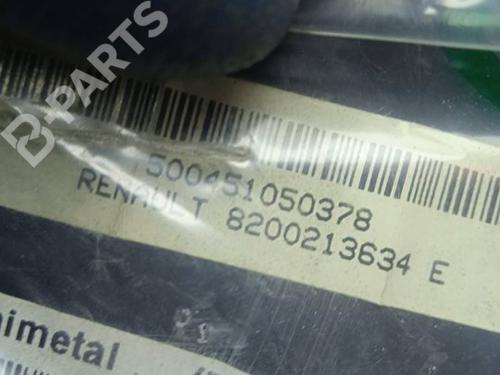 B-PARTS
500451050378
RENAULT 8200213634 E
imetal